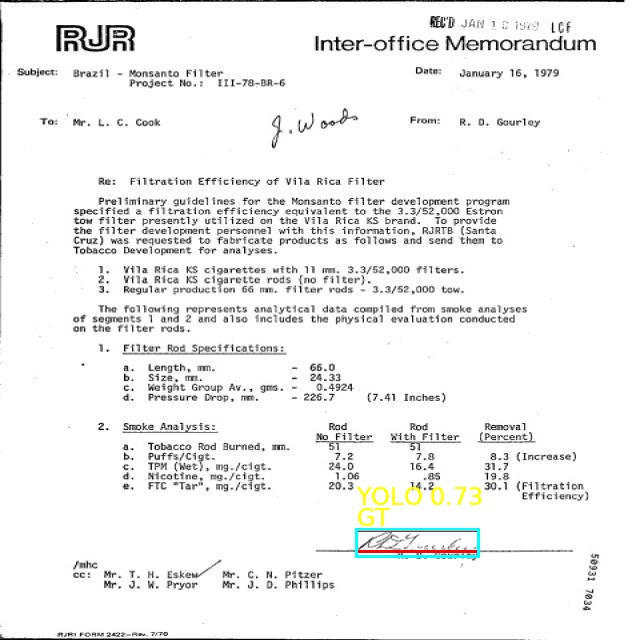 REC'D JAN 1979 LCF
RJR
Inter-office Memorandum
Subject: Brazil - Monsanto Filter
Project No.: III-78-BR-6
Date: January 16, 1979
To: Mr. L. C. Cook
J. Woods
From: R. D. Gourley
Re: Filtration Efficiency of Vila Rica Filter
Preliminary guidelines for the Monsanto filter development program
specified a filtration efficiency equivalent to the 3.3/52,000 Estron
tow filter presently utilized on the Vila Rica KS brand. To provide
the filter development personnel with this information, RJRTB (Santa
Cruz) was requested to fabricate products as follows and send them to
Tobacco Development for analyses.
1. Vila Rica KS cigarettes with 11 mm. 3.3/52,000 filters.
2. Vila Rica KS cigarette rods (no filter).
3. Regular production 66 mm. filter rods - 3.3/52,000 tow.
The following represents analytical data compiled from smoke analyses
of segments 1 and 2 and also includes the physical evaluation conducted
on the filter rods.
1. Filter Rod Specifications:
a. Length, mm. - 66.0
b. Size, mm. - 24.33
c. Weight Group Av., gms. - 0.4924
d. Pressure Drop, mm. - 226.7 (7.41 Inches)
2. Smoke Analysis: Rod Rod Removal
No Filter With Filter (Percent)
a. Tobacco Rod Burned, mm. 51 51
b. Puffs/Cigt. 7.2 7.8 8.3 (Increase)
c. TPM (Wet), mg./cigt. 24.0 16.4 31.7
d. Nicotine, mg./cigt. 1.06 .85 19.8
e. FTC "Tar", mg./cigt. 20.3 14.2 30.1 (Filtration
Efficiency)
YOLO 0.73
GT
/mhc
cc: Mr. T. H. Eskew Mr. C. N. Pitzer
Mr. J. W. Pryor Mr. J. D. Phillips
50931 7034
RJRI FORM 2422-Rev. 7/70